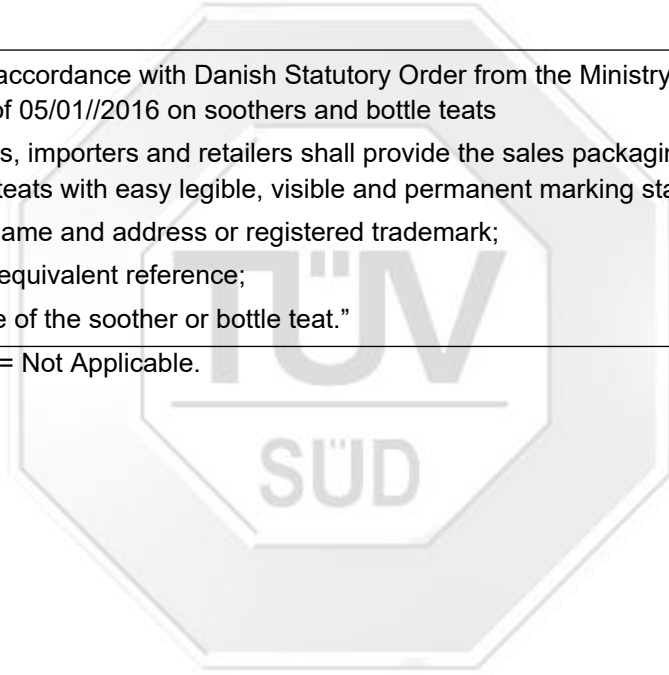 accordance with Danish Statutory Order from the Ministry
of 05/01//2016 on soothers and bottle teats
s, importers and retailers shall provide the sales packagin
teats with easy legible, visible and permanent marking sta
ame and address or registered trademark;
equivalent reference;
e of the soother or bottle teat.”
= Not Applicable.
TÜV
SÜD